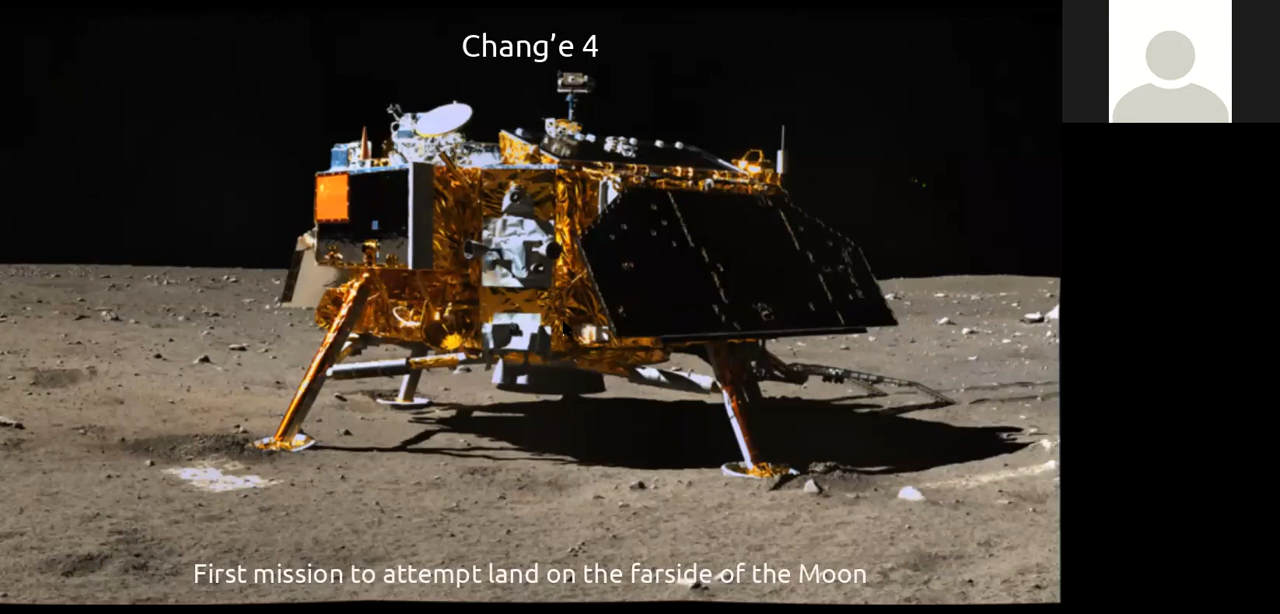 Chang’e 4
First mission to attempt land on the farside of the Moon